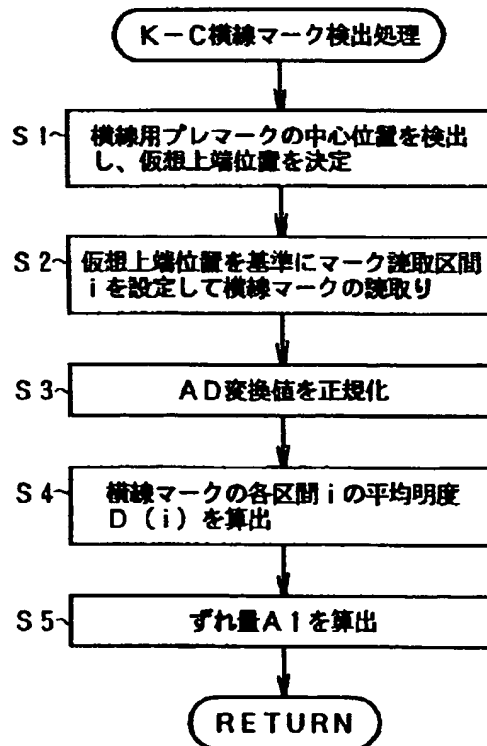 K-C横線マーク検出処理
S1~ 横線用プレマークの中心位置を検出
し、仮想上端位置を決定
S2~ 仮想上端位置を基準にマーク読取区間
iを設定して横線マークの読取り
S3~ AD変換値を正規化
S4~ 横線マークの各区間iの平均明度
D(i)を算出
S5~ ずれ量A1を算出
RETURN